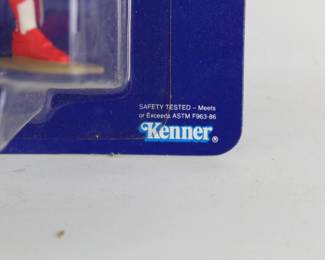 SAFETY TESTED – Meets
or Exceeds ASTM F963-86
Kenner®